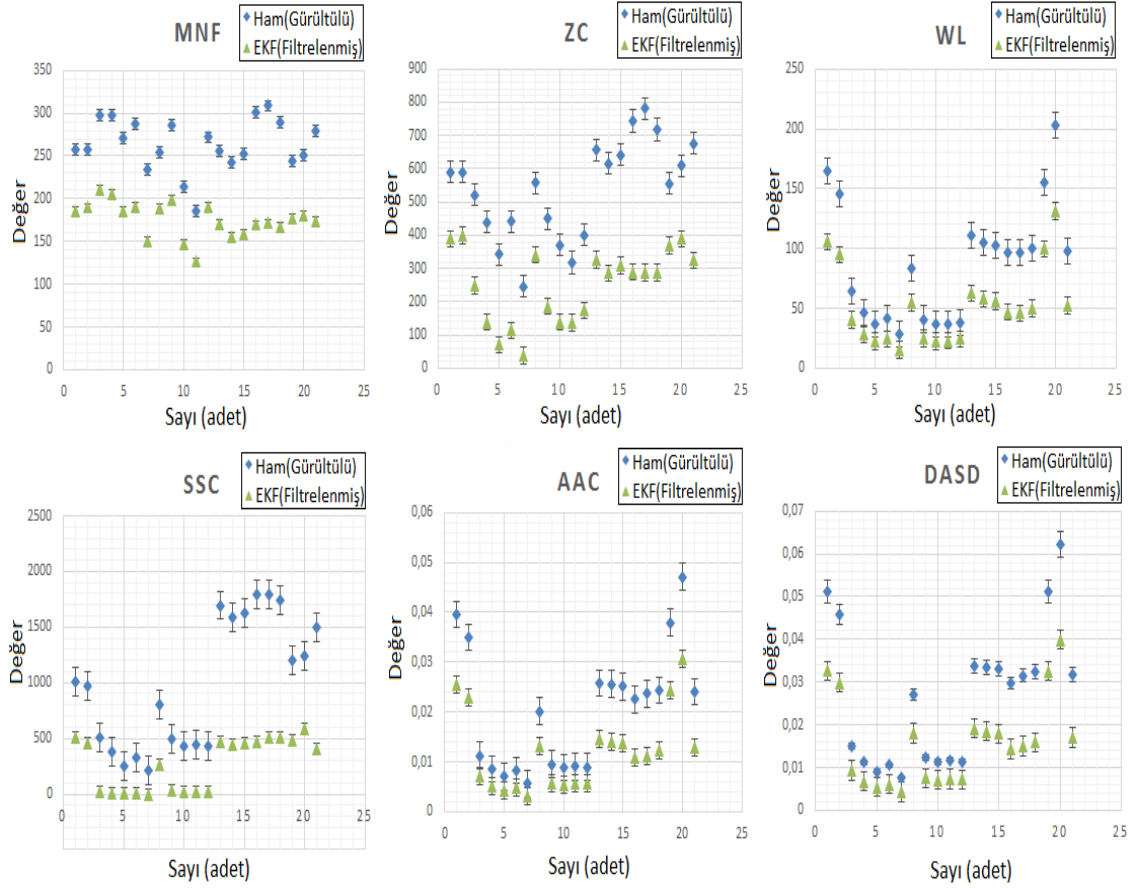 MNF
Ham(Gürültülü)
EKF(Filtrelenmiş)
350
300
250
200
150
100
50
0
Değer
0 5 10 15 20 25
Sayı (adet)
ZC
Ham(Gürültülü)
EKF(Filtrelenmiş)
900
800
700
600
500
400
300
200
100
0
Değer
0 5 10 15 20 25
Sayı (adet)
WL
Ham(Gürültülü)
EKF(Filtrelenmiş)
250
200
150
100
50
0
Değer
0 5 10 15 20 25
Sayı (adet)
SSC
Ham(Gürültülü)
EKF(Filtrelenmiş)
2500
2000
1500
1000
500
0
Değer
0 5 10 15 20 25
Sayı (adet)
AAC
Ham(Gürültülü)
EKF(Filtrelenmiş)
0,06
0,05
0,04
0,03
0,02
0,01
0
Değer
0 5 10 15 20 25
Sayı (adet)
DASD
Ham(Gürültülü)
EKF(Filtrelenmiş)
0,07
0,06
0,05
0,04
0,03
0,02
0,01
0
Değer
0 5 10 15 20 25
Sayı (adet)